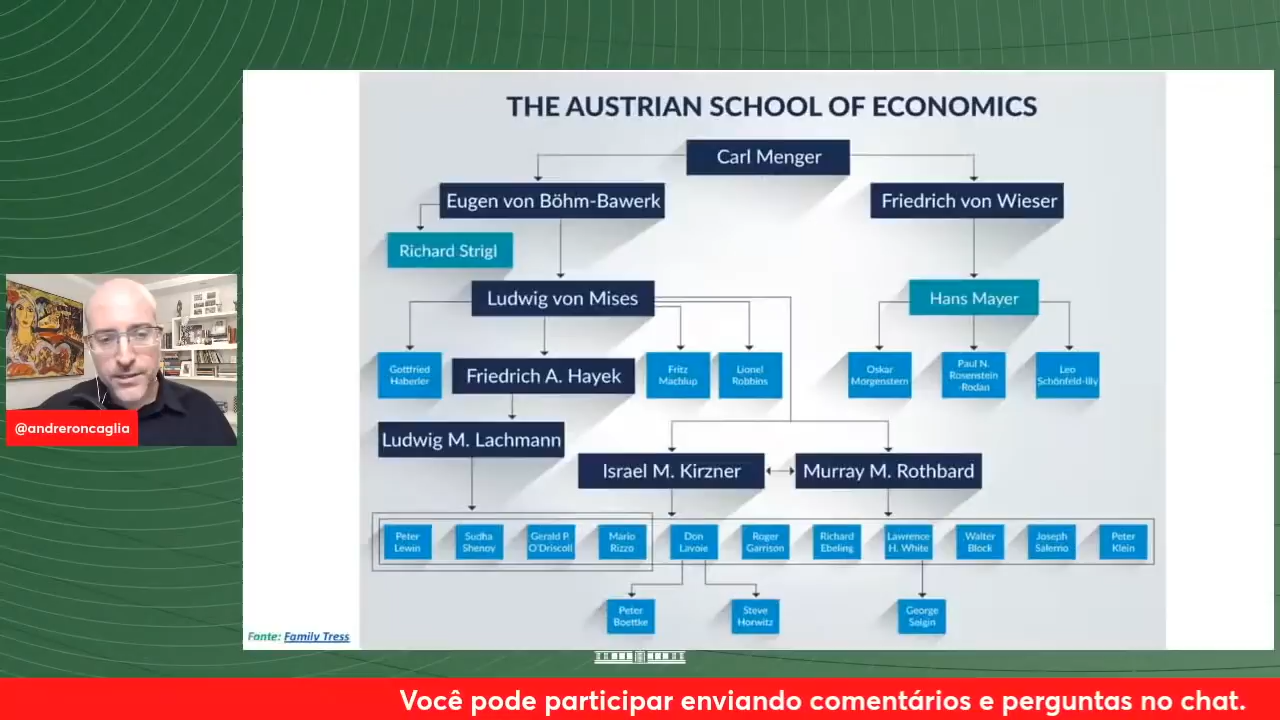 THE AUSTRIAN SCHOOL OF ECONOMICS
Carl Menger
Eugen von Böhm-Bawerk
Friedrich von Wieser
Richard Strigl
Ludwig von Mises
Hans Mayer
Gottfried
Haberler
Friedrich A. Hayek
Fritz
Machlup
Lionel
Robbins
Oskar
Morgenstern
Paul N.
Rosenstein
-Rodan
Leo
Schönfeld-Illy
Ludwig M. Lachmann
Israel M. Kirzner
Murray M. Rothbard
Peter
Lewin
Sudha
Shenoy
Gerald P.
O'Driscoll
Mario
Rizzo
Don
Lavoie
Roger
Garrison
Richard
Ebeling
Lawrence
H. White
Walter
Block
Joseph
Salerno
Peter
Klein
Peter
Boettke
Steve
Horwitz
George
Selgin
Fonte: Family Tress
@andreroncaglia
Você pode participar enviando comentários e perguntas no chat.